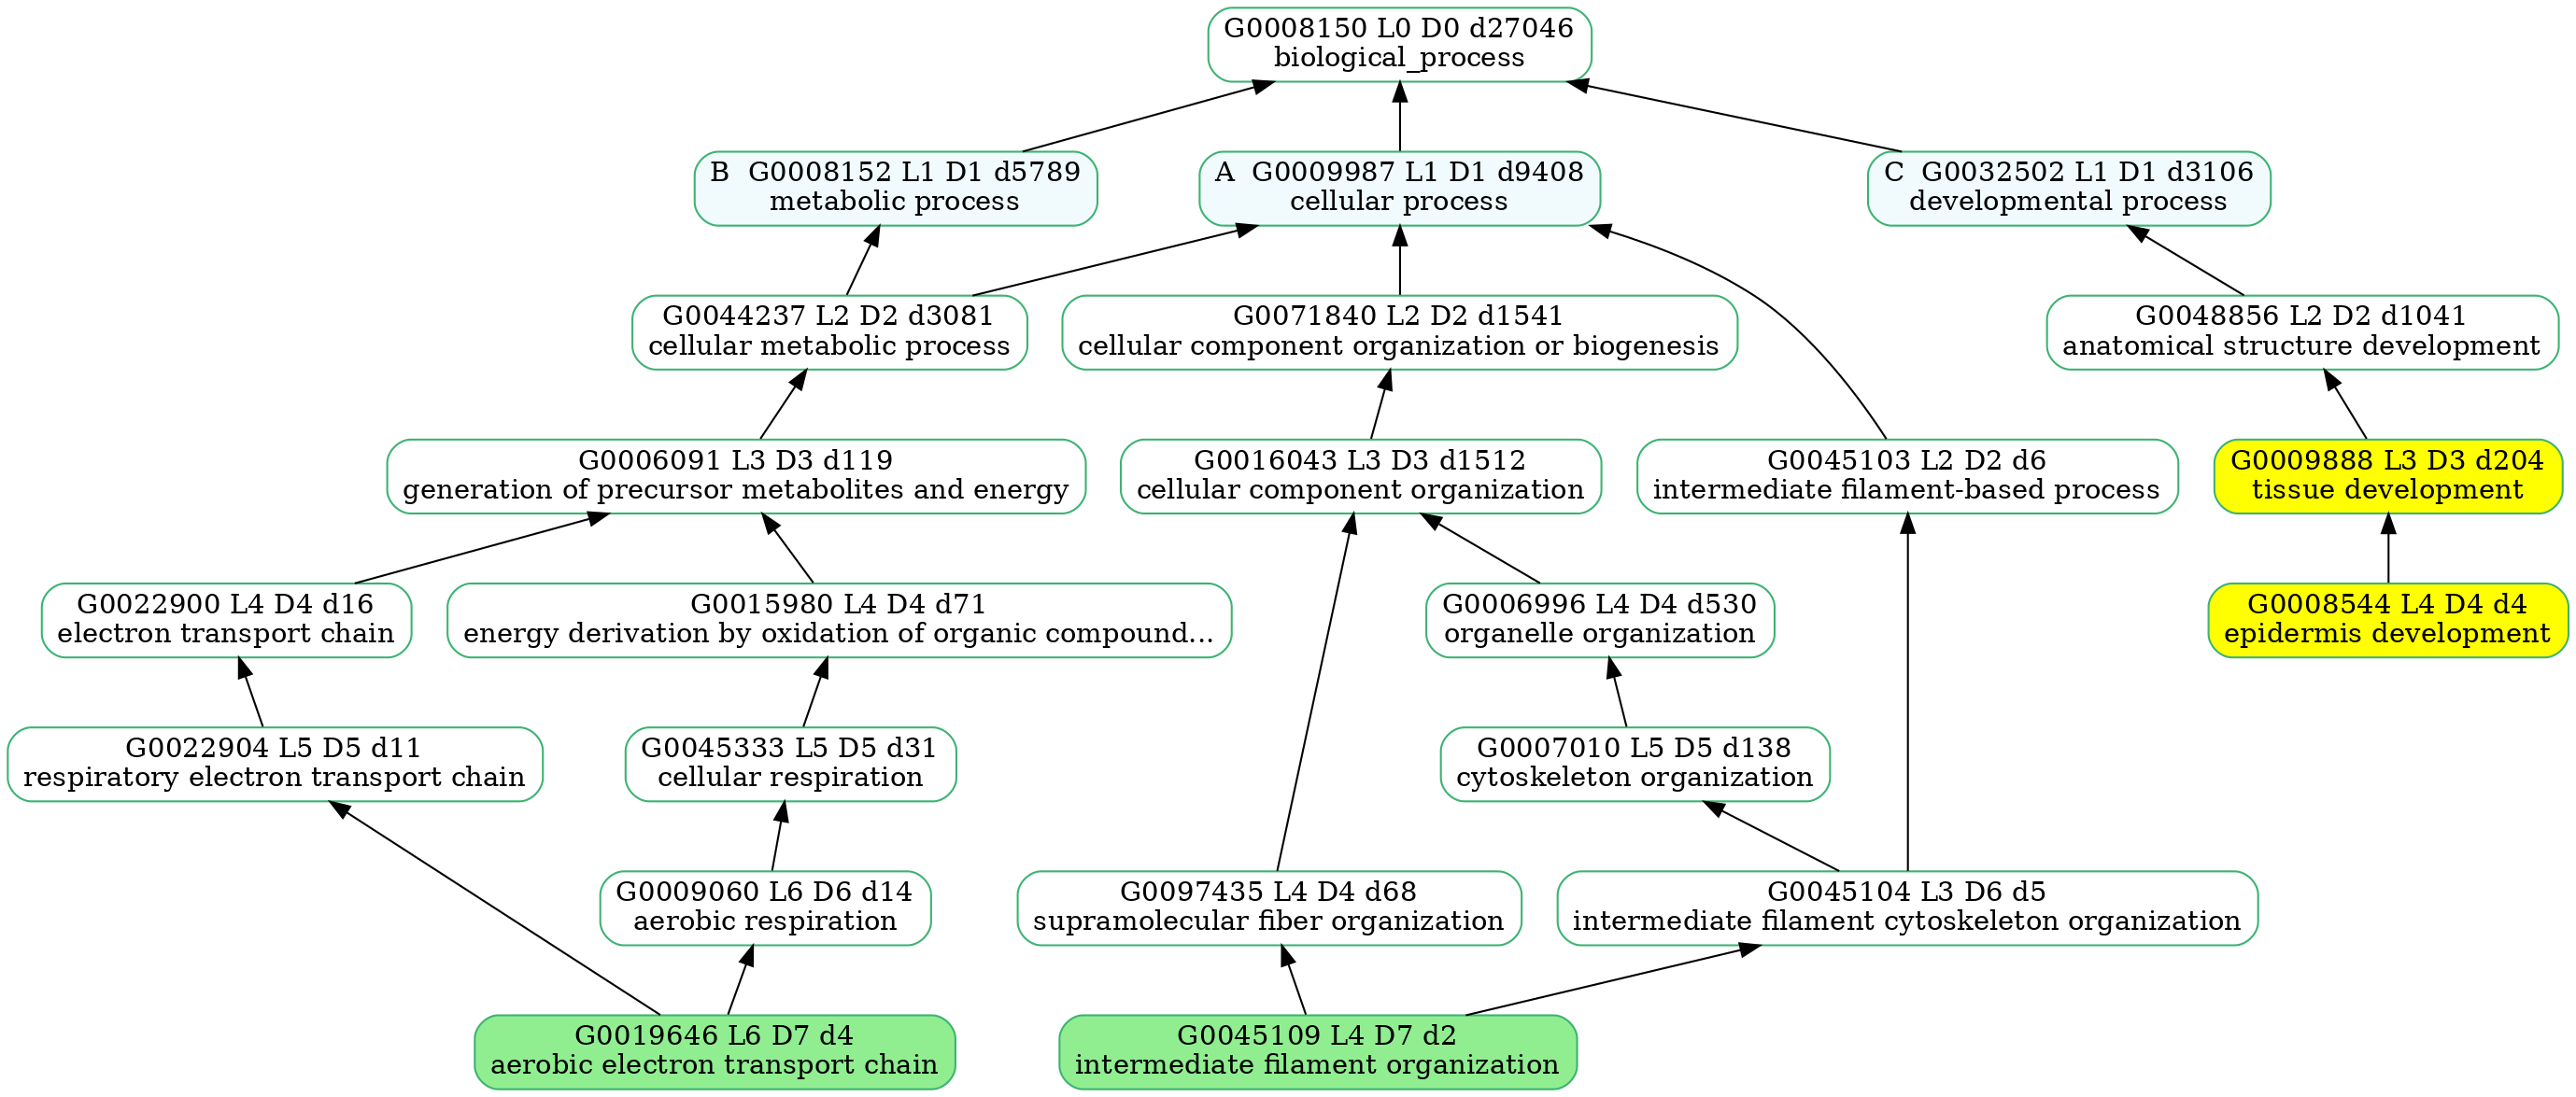 G0008150 L0 D0 d27046
biological_process
B  G0008152 L1 D1 d5789
metabolic process
A  G0009987 L1 D1 d9408
cellular process
C  G0032502 L1 D1 d3106
developmental process
G0044237 L2 D2 d3081
cellular metabolic process
G0071840 L2 D2 d1541
cellular component organization or biogenesis
G0048856 L2 D2 d1041
anatomical structure development
G0006091 L3 D3 d119
generation of precursor metabolites and energy
G0016043 L3 D3 d1512
cellular component organization
G0045103 L2 D2 d6
intermediate filament-based process
G0009888 L3 D3 d204
tissue development
G0022900 L4 D4 d16
electron transport chain
G0015980 L4 D4 d71
energy derivation by oxidation of organic compound...
G0006996 L4 D4 d530
organelle organization
G0008544 L4 D4 d4
epidermis development
G0022904 L5 D5 d11
respiratory electron transport chain
G0045333 L5 D5 d31
cellular respiration
G0007010 L5 D5 d138
cytoskeleton organization
G0009060 L6 D6 d14
aerobic respiration
G0097435 L4 D4 d68
supramolecular fiber organization
G0045104 L3 D6 d5
intermediate filament cytoskeleton organization
G0019646 L6 D7 d4
aerobic electron transport chain
G0045109 L4 D7 d2
intermediate filament organization